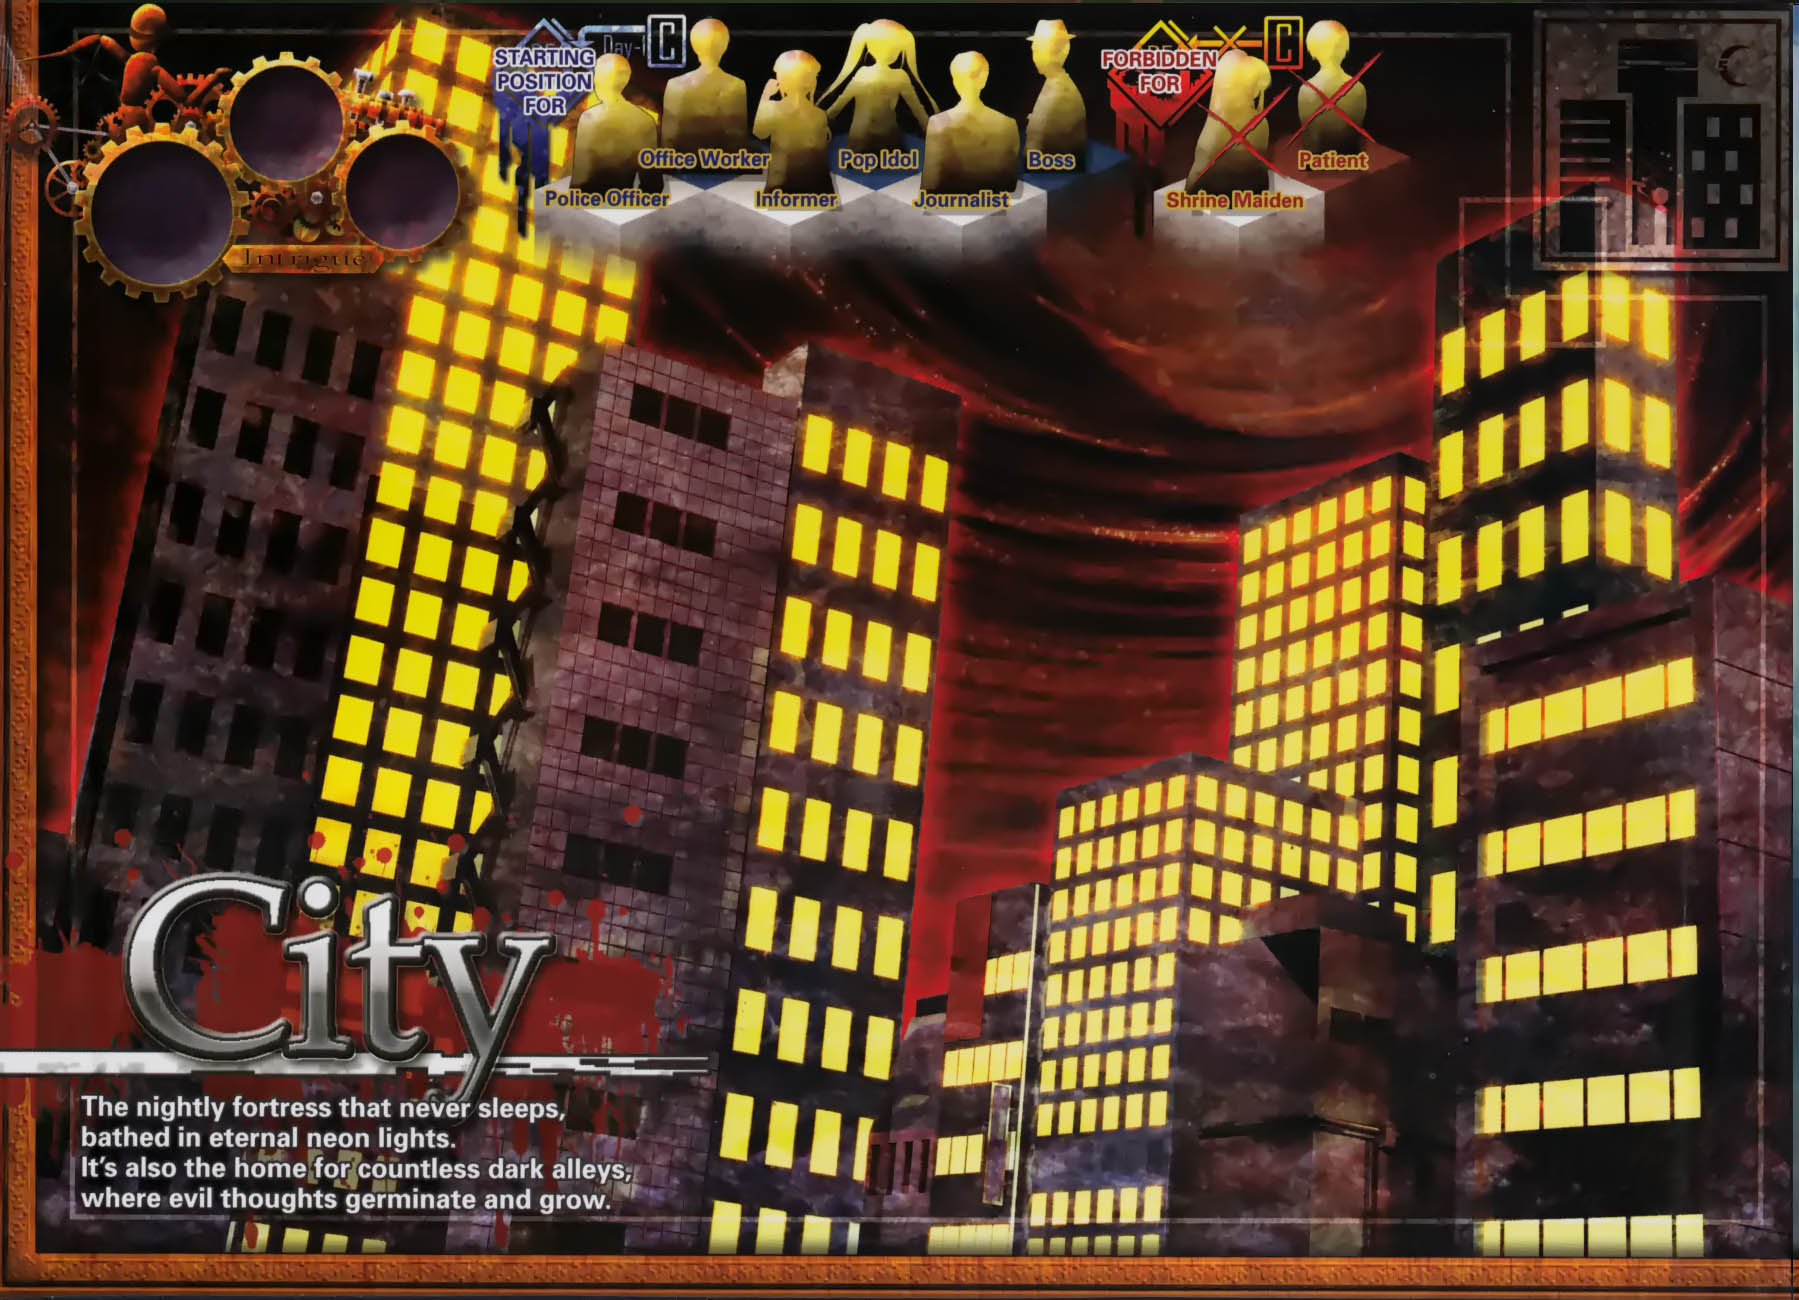 STARTING
POSITION
FOR
Day-
C
Police Officer
Office Worker
Informer
Pop Idol
Journalist
Boss
FORBIDDEN
FOR
C
Shrine Maiden
Patient
Intrigue
City
The nightly fortress that never sleeps,
bathed in eternal neon lights.
It's also the home for countless dark alleys,
where evil thoughts germinate and grow.